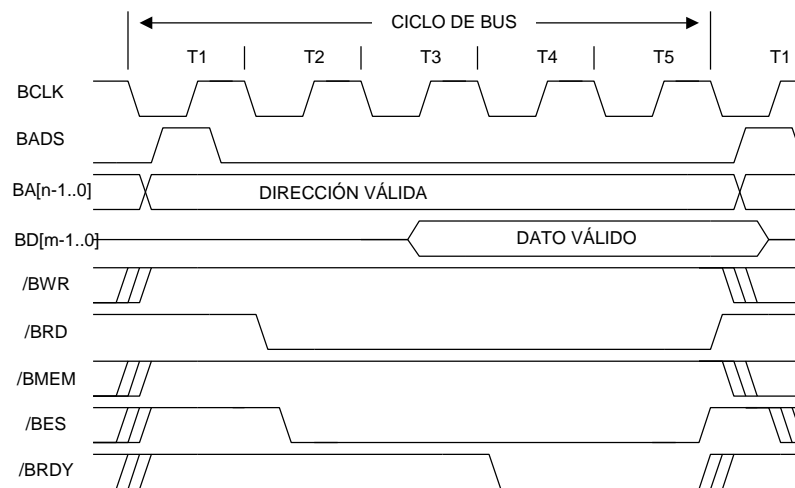 CICLO DE BUS
T1 T2 T3 T4 T5 T1
BCLK
BADS
BA[n-1..0] DIRECCIÓN VÁLIDA
BD[m-1..0] DATO VÁLIDO
/BWR
/BRD
/BMEM
/BES
/BRDY